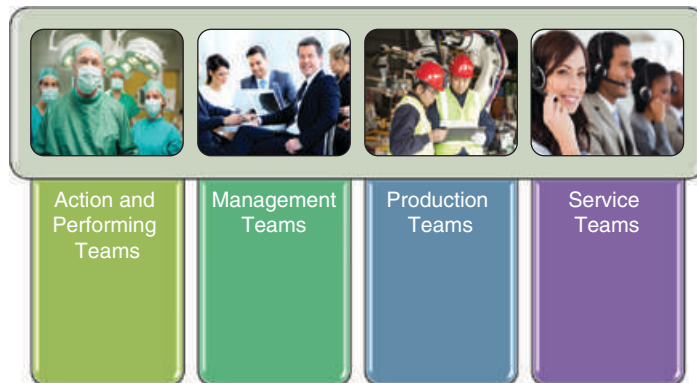 Action and
Performing
Teams
Management
Teams
Production
Teams
Service
Teams